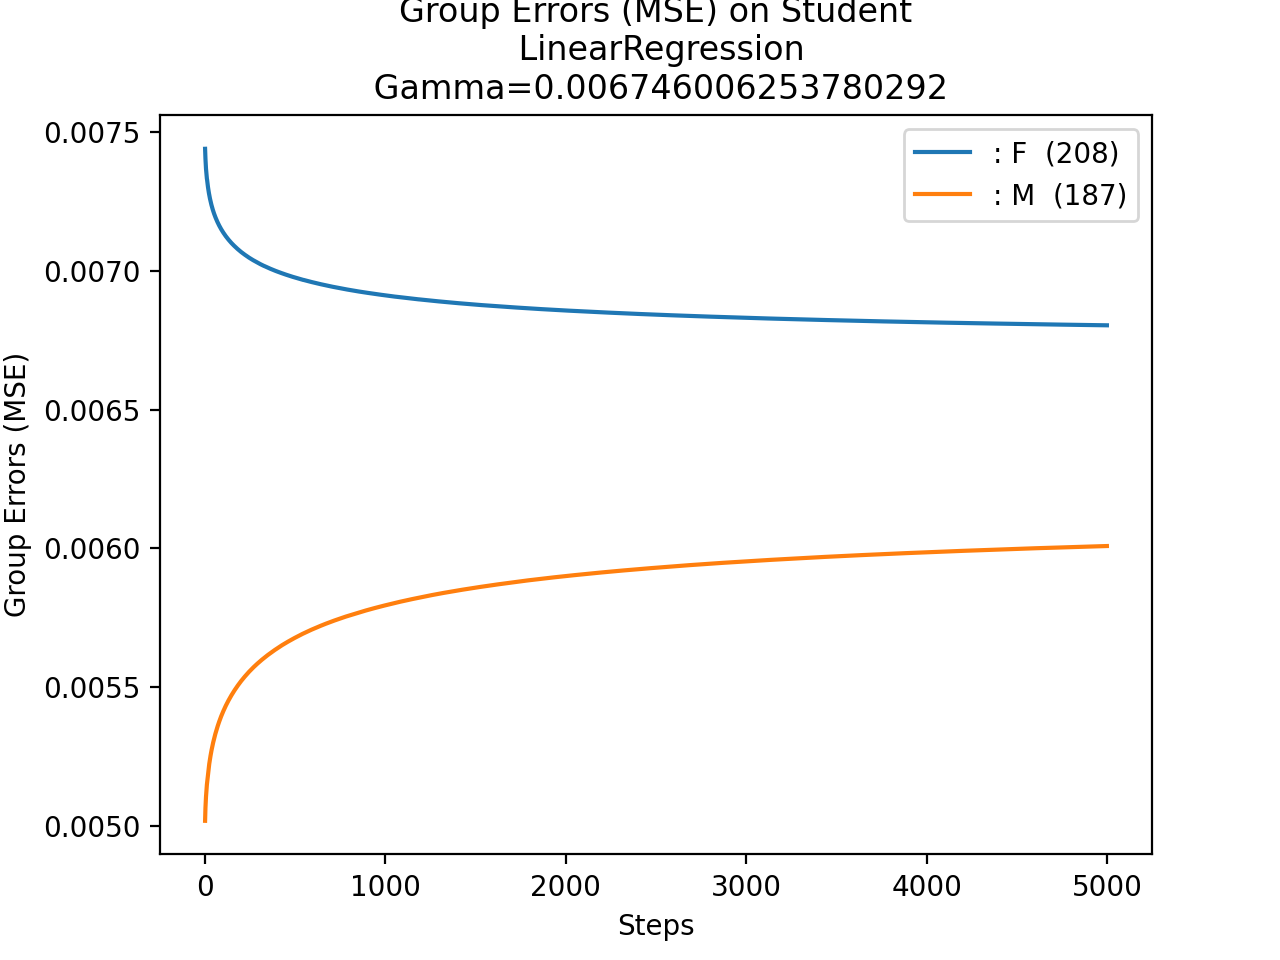 Group Errors (MSE) on Student
LinearRegression
Gamma=0.006746006253780292
: F (208)
: M (187)
Group Errors (MSE)
0.0075
0.0070
0.0065
0.0060
0.0055
0.0050
0 1000 2000 3000 4000 5000
Steps